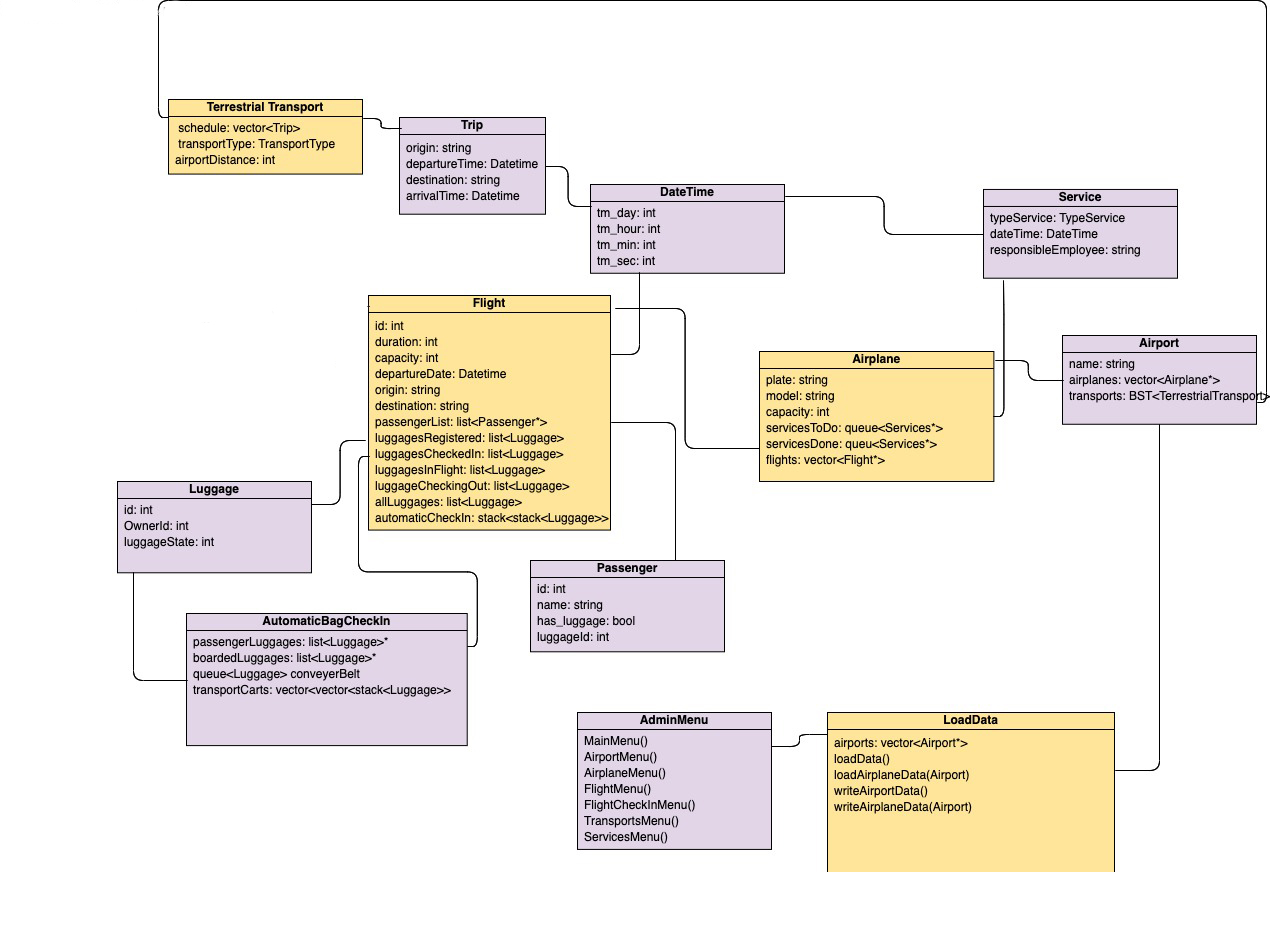 Terrestrial Transport
schedule: vector<Trip>
transportType: TransportType
airportDistance: int
Trip
origin: string
departureTime: Datetime
destination: string
arrivalTime: Datetime
DateTime
tm_day: int
tm_hour: int
tm_min: int
tm_sec: int
Service
typeService: TypeService
dateTime: DateTime
responsibleEmployee: string
Flight
id: int
duration: int
capacity: int
departureDate: Datetime
origin: string
destination: string
passengerList: list<Passenger*>
luggagesRegistered: list<Luggage>
luggagesCheckedIn: list<Luggage>
luggagesInFlight: list<Luggage>
luggageCheckingOut: list<Luggage>
allLuggages: list<Luggage>
automaticCheckIn: stack<stack<Luggage>>
Airplane
plate: string
model: string
capacity: int
servicesToDo: queue<Services*>
servicesDone: queu<Services*>
flights: vector<Flight*>
Airport
name: string
airplanes: vector<Airplane*>
transports: BST<TerrestrialTransport>
Luggage
id: int
OwnerId: int
luggageState: int
Passenger
id: int
name: string
has_luggage: bool
luggageId: int
AutomaticBagCheckIn
passengerLuggages: list<Luggage>*
boardedLuggages: list<Luggage>*
queue<Luggage> conveyerBelt
transportCarts: vector<vector<stack<Luggage>>
AdminMenu
MainMenu()
AirportMenu()
AirplaneMenu()
FlightMenu()
FlightCheckInMenu()
TransportsMenu()
ServicesMenu()
LoadData
airports: vector<Airport*>
loadData()
loadAirplaneData(Airport)
writeAirportData()
writeAirplaneData(Airport)